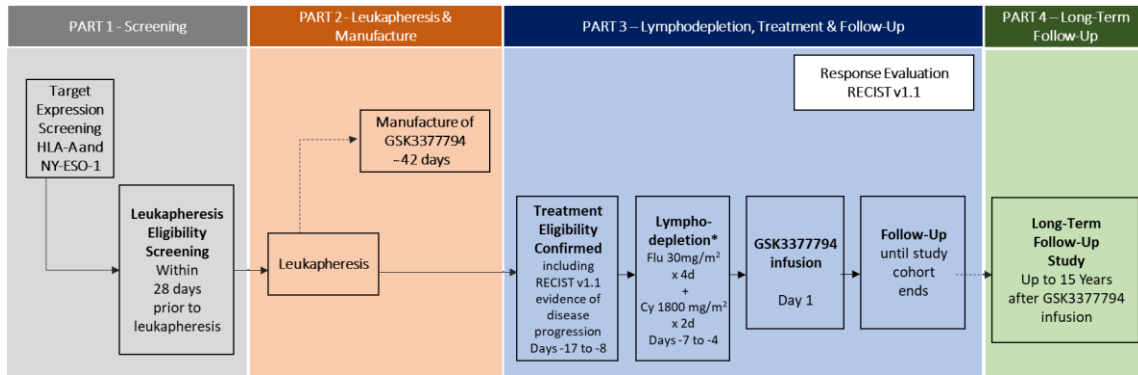 PART 1 - Screening
PART 2 - Leukapheresis &
Manufacture
PART 3 – Lymphodepletion, Treatment & Follow-Up
PART 4 – Long-Term
Follow-Up
Target
Expression
Screening
HLA-A and
NY-ESO-1
Leukapheresis
Eligibility
Screening
Within
28 days
prior to
leukapheresis
Manufacture of
GSK3377794
~42 days
Leukapheresis
Response Evaluation
RECIST v1.1
Treatment
Eligibility
Confirmed
including
RECIST v1.1
evidence of
disease
progression
Days -17 to -8
Lympho-
depletion*
Flu 30mg/m²
x 4d
+
Cy 1800 mg/m²
x 2d
Days -7 to -4
GSK3377794
infusion
Day 1
Follow-Up
until study
cohort
ends
Long-Term
Follow-Up
Study
Up to 15 Years
after GSK3377794
infusion